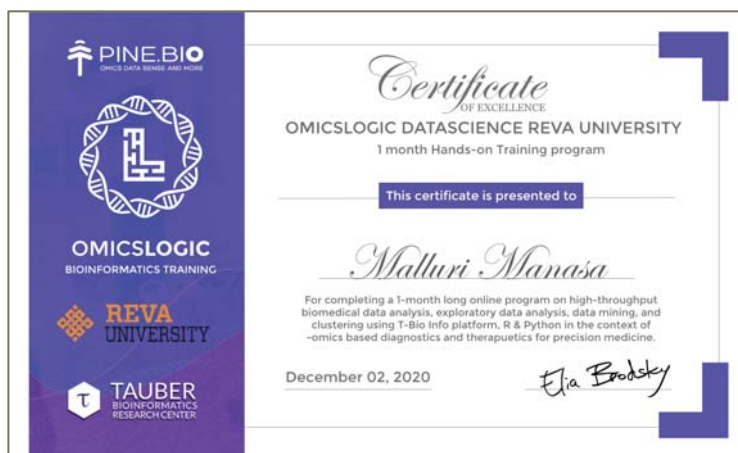 PINE.BIO
OMICS DATA SENSE AND MORE
OMICSLOGIC
BIOINFORMATICS TRAINING
REVA
UNIVERSITY
τ
TAUBER
BIOINFORMATICS
RESEARCH CENTER
Certificate
OF EXCELLENCE
OMICSLOGIC DATASCIENCE REVA UNIVERSITY
1 month Hands-on Training program
This certificate is presented to
Malluri Manasa
For completing a 1-month long online program on high-throughput
biomedical data analysis, exploratory data analysis, data mining, and
clustering using T-Bio Info platform, R & Python in the context of
-omics based diagnostics and therapuetics for precision medicine.
December 02, 2020
Elia Brodsky